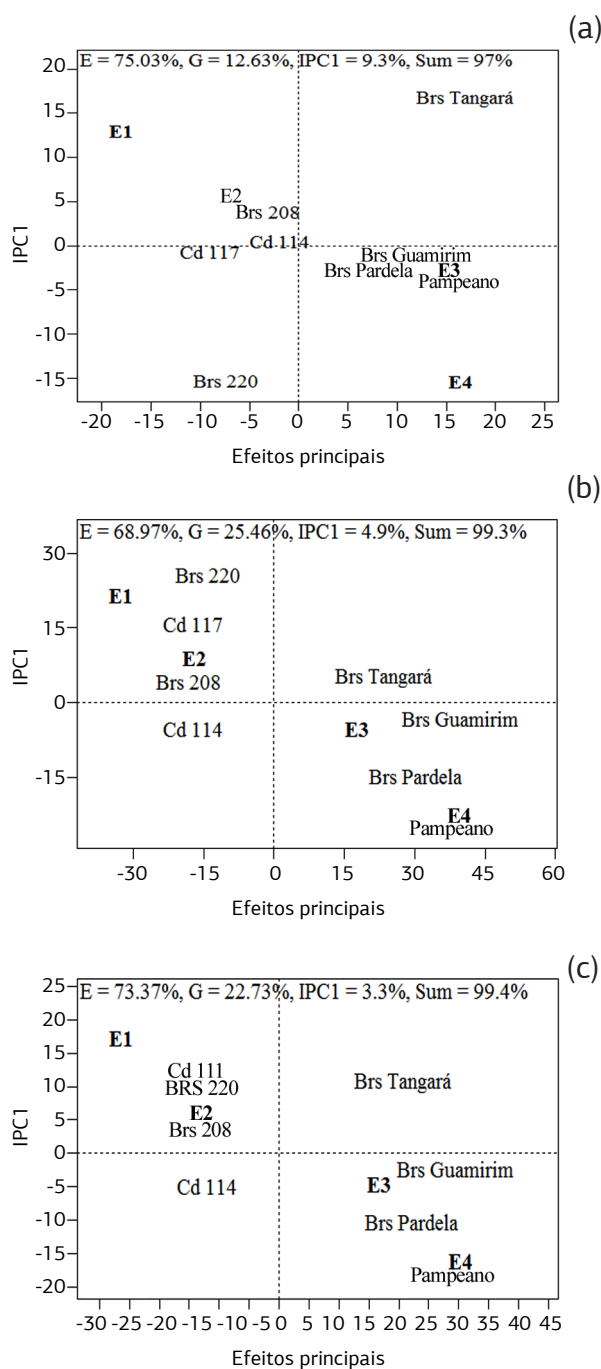 (a)
E = 75.03%, G = 12.63%, IPC1 = 9.3%, Sum = 97%
20
Brs Tangará
15
E1
10
E2
5
Brs 208
IPC1
0
Cd 114
Cd 117
Brs Guamirim
Brs Pardela E3
Pampeano
-5
-10
-15
Brs 220
E4
-20 -15 -10 -5 0 5 10 15 20 25
Efeitos principais
(b)
E = 68.97%, G = 25.46%, IPC1 = 4.9%, Sum = 99.3%
30
Brs 220
E1
15
Cd 117
E2
Brs 208
Brs Tangará
IPC1
0
Cd 114
E3
Brs Guamirim
-15
Brs Pardela
E4
Pampeano
-30 -15 0 15 30 45 60
Efeitos principais
(c)
E = 73.37%, G = 22.73%, IPC1 = 3.3%, Sum = 99.4%
25
20
E1
15
Cd 111
10
BRS 220
Brs Tangará
E2
5
Brs 208
IPC1
0
Cd 114
Brs Guamirim
-5
E3
-10
Brs Pardela
-15
E4
Pampeano
-20
-30 -25 -20 -15 -10 -5 0 5 10 15 20 25 30 35 40 45
Efeitos principais